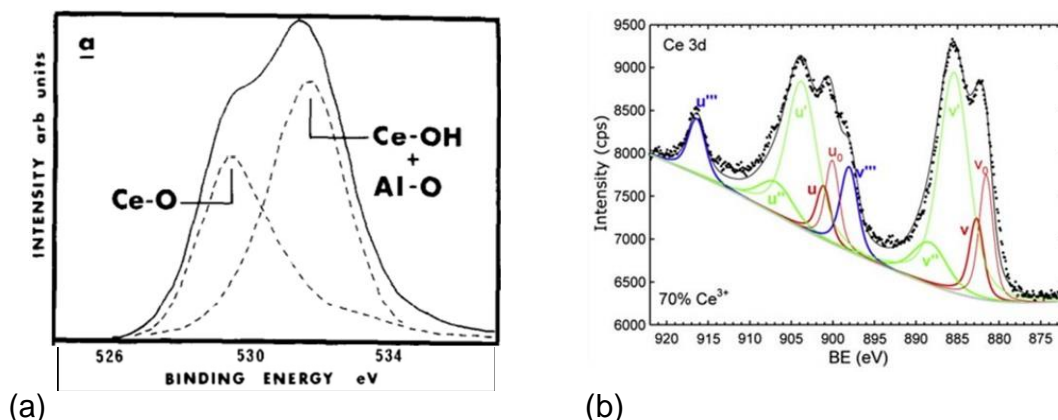 a
INTENSITY arb units
Ce-O
Ce-OH
+
Al-O
526
530
534
BINDING ENERGY eV
(a)
9500
9000
8500
8000
7500
7000
6500
6000
Intensity (cps)
Ce 3d
u'''
u'
u''
u
u₀
v'''
v'
v''
v
v₀
70% Ce³⁺
920 915 910 905 900 895 890 885 880 875
BE (eV)
(b)